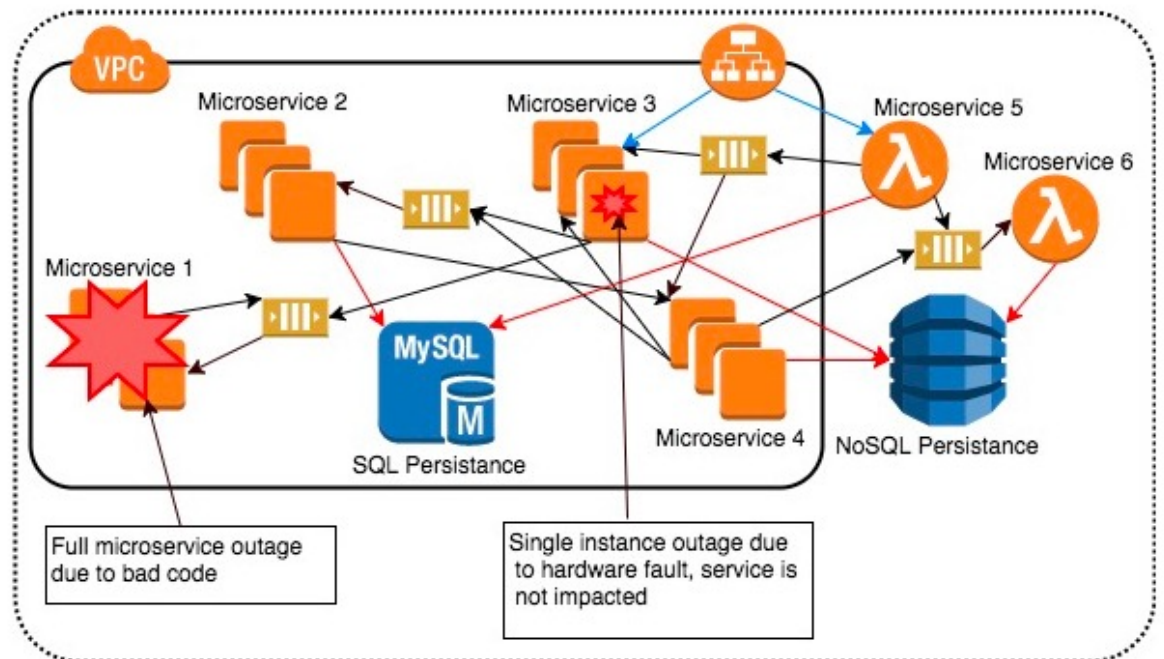 VPC
Microservice 2
Microservice 3
Microservice 5
Microservice 6
Microservice 1
MySQL
M
SQL Persistance
Microservice 4
NoSQL Persistance
Full microservice outage
due to bad code
Single instance outage due
to hardware fault, service is
not impacted